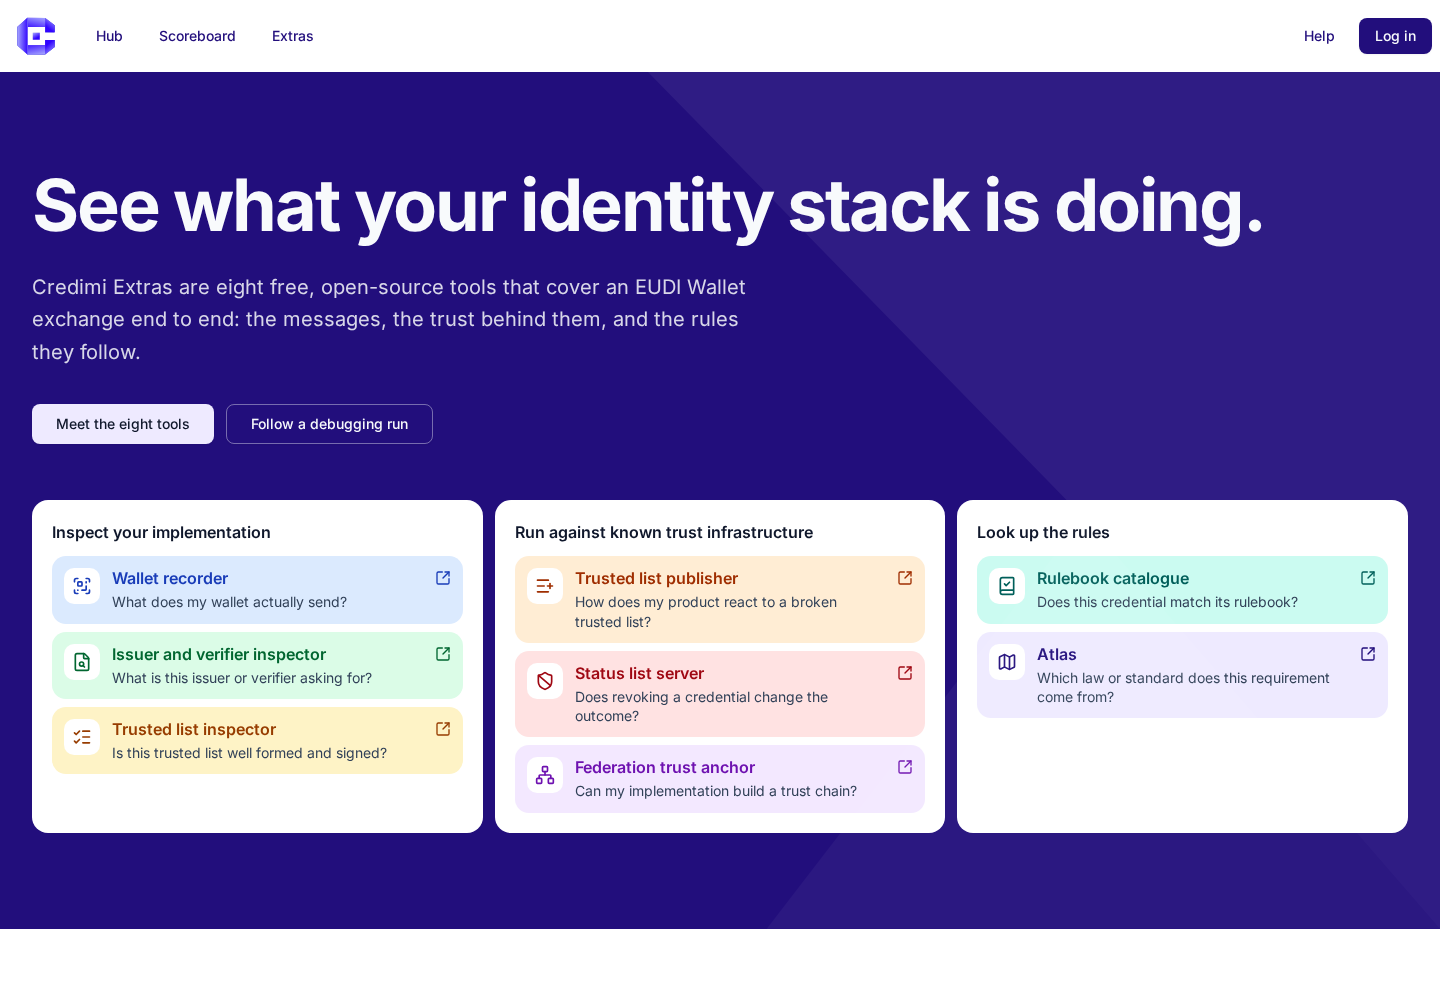 Hub
Scoreboard
Extras
Help
Log in
See what your identity stack is doing.
Credimi Extras are eight free, open-source tools that cover an EUDI Wallet
exchange end to end: the messages, the trust behind them, and the rules
they follow.
Meet the eight tools
Follow a debugging run
Inspect your implementation
Wallet recorder
What does my wallet actually send?
Issuer and verifier inspector
What is this issuer or verifier asking for?
Trusted list inspector
Is this trusted list well formed and signed?
Run against known trust infrastructure
Trusted list publisher
How does my product react to a broken
trusted list?
Status list server
Does revoking a credential change the
outcome?
Federation trust anchor
Can my implementation build a trust chain?
Look up the rules
Rulebook catalogue
Does this credential match its rulebook?
Atlas
Which law or standard does this requirement
come from?